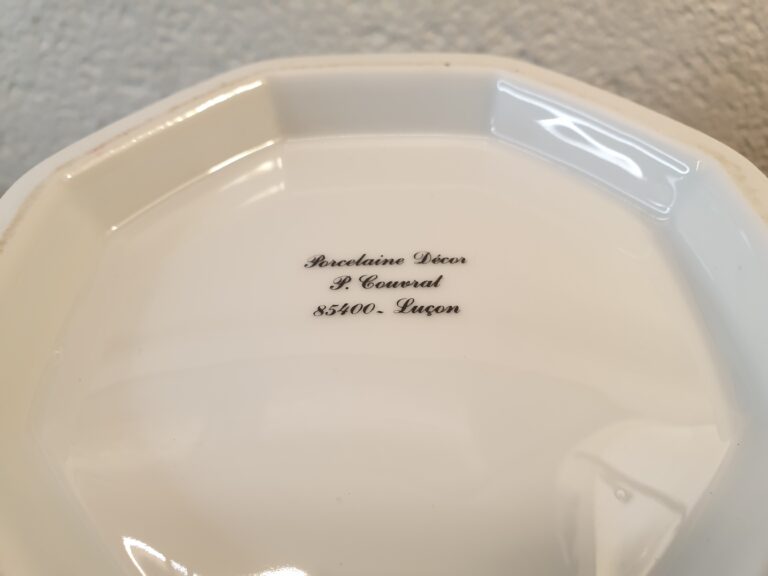 Porcelaine Décor
P. Couvrat
85400 - Luçon